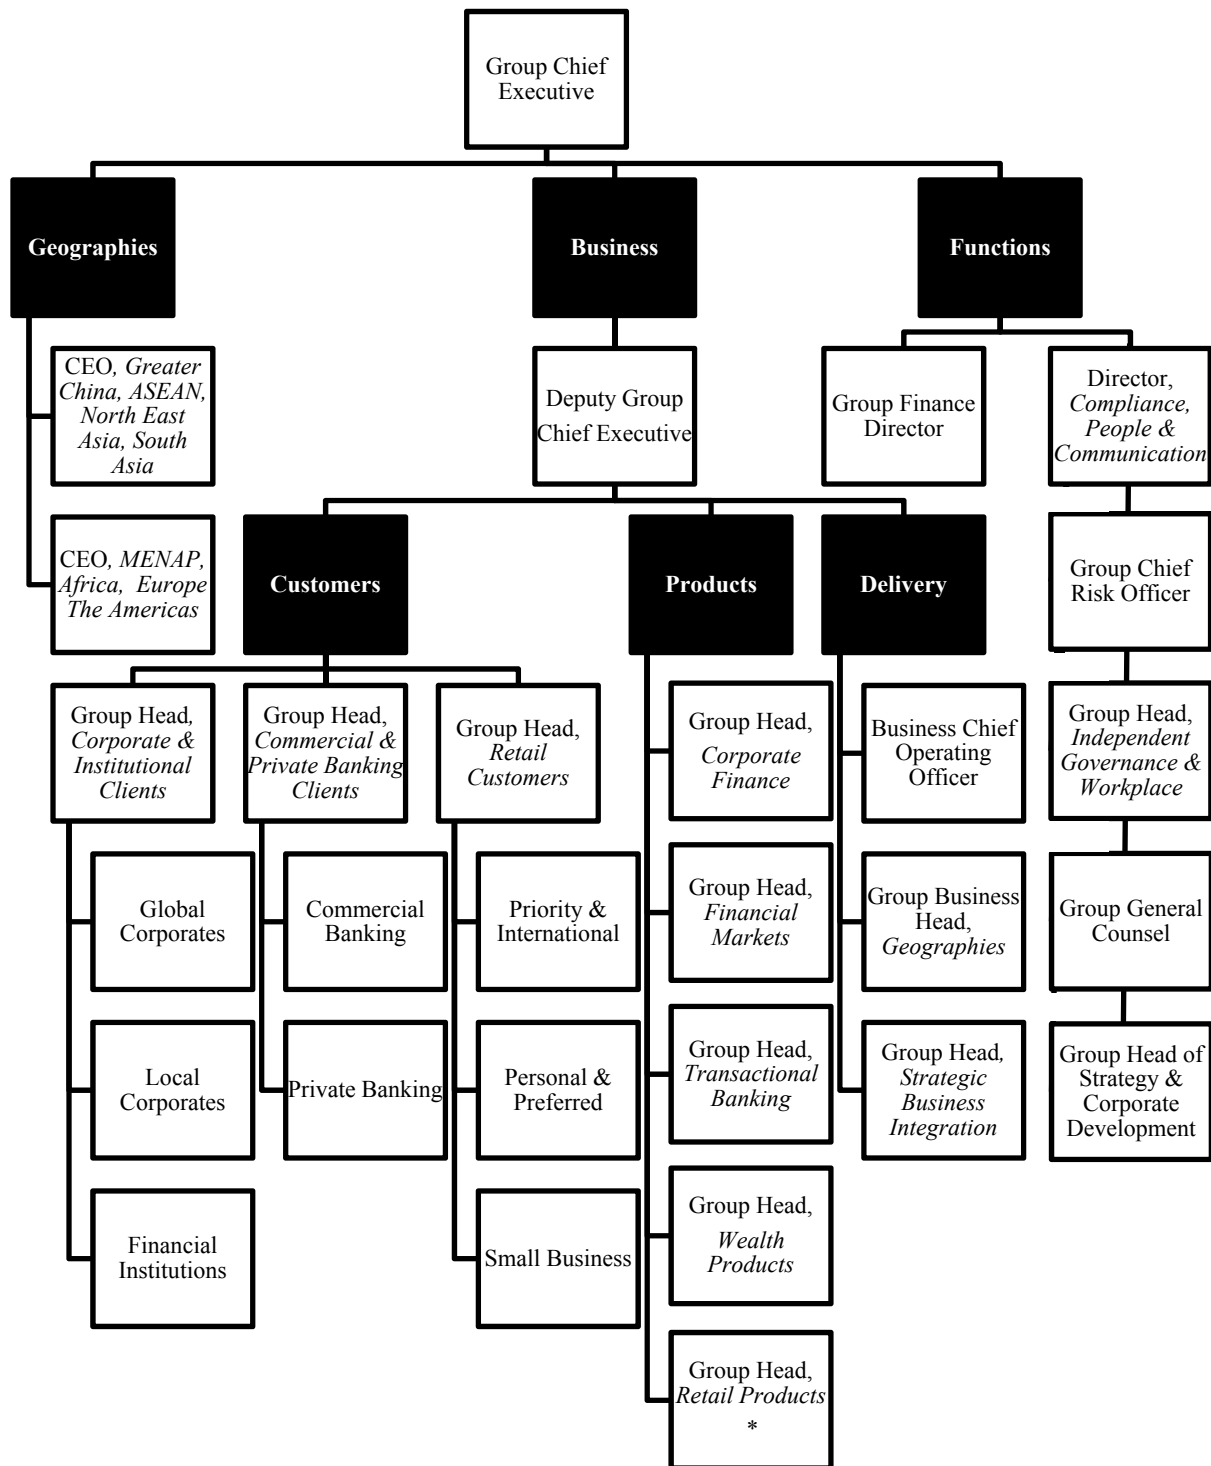 Group Chief
Executive
Geographies
Business
Functions
CEO, Greater
China, ASEAN,
North East
Asia, South
Asia
Deputy Group
Chief Executive
Group Finance
Director
Director,
Compliance,
People &
Communication
CEO, MENAP,
Africa, Europe
The Americas
Customers
Products
Delivery
Group Chief
Risk Officer
Group Head,
Corporate &
Institutional
Clients
Group Head,
Commercial &
Private Banking
Clients
Group Head,
Retail
Customers
Group Head,
Corporate
Finance
Business Chief
Operating
Officer
Group Head,
Independent
Governance &
Workplace
Global
Corporates
Commercial
Banking
Priority &
International
Group Head,
Financial
Markets
Group Business
Head,
Geographies
Group General
Counsel
Local
Corporates
Private Banking
Personal &
Preferred
Group Head,
Transactional
Banking
Group Head,
Strategic
Business
Integration
Group Head of
Strategy &
Corporate
Development
Financial
Institutions
Small Business
Group Head,
Wealth
Products
Group Head,
Retail Products
*